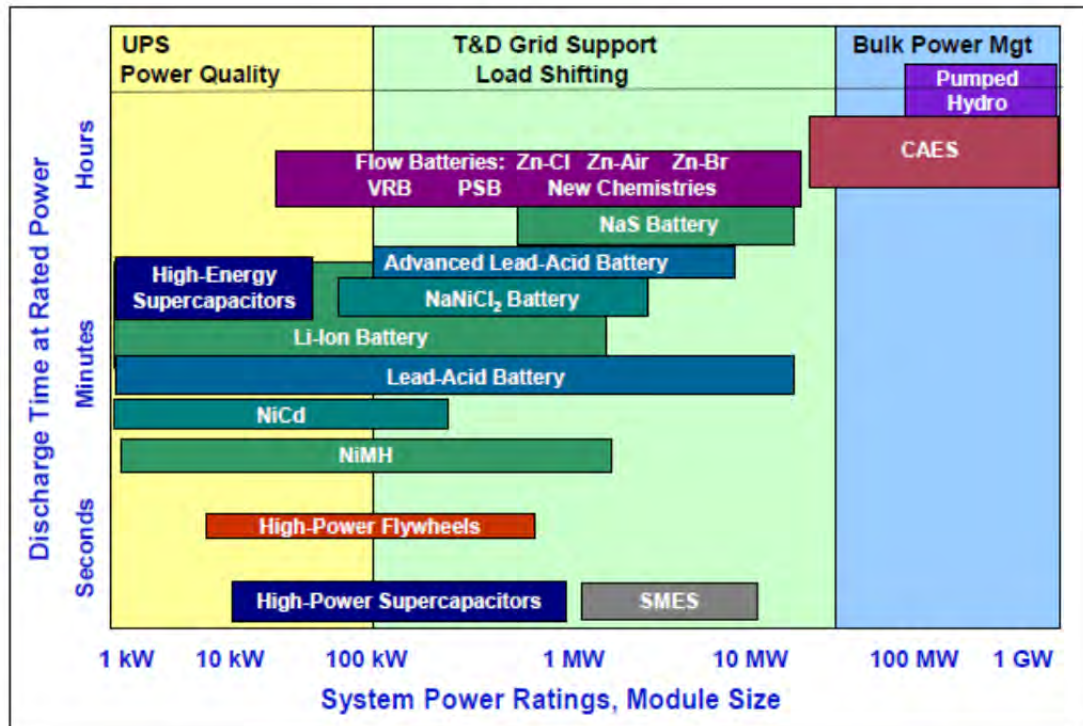 UPS
Power Quality
T&D Grid Support
Load Shifting
Bulk Power Mgt
Pumped
Hydro
CAES
Flow Batteries: Zn-Cl Zn-Air Zn-Br
VRB PSB New Chemistries
NaS Battery
Advanced Lead-Acid Battery
High-Energy
Supercapacitors
NaNiCl₂ Battery
Li-Ion Battery
Lead-Acid Battery
NiCd
NiMH
High-Power Flywheels
High-Power Supercapacitors
SMES
Discharge Time at Rated Power
Hours
Minutes
Seconds
1 kW 10 kW 100 kW 1 MW 10 MW 100 MW 1 GW
System Power Ratings, Module Size